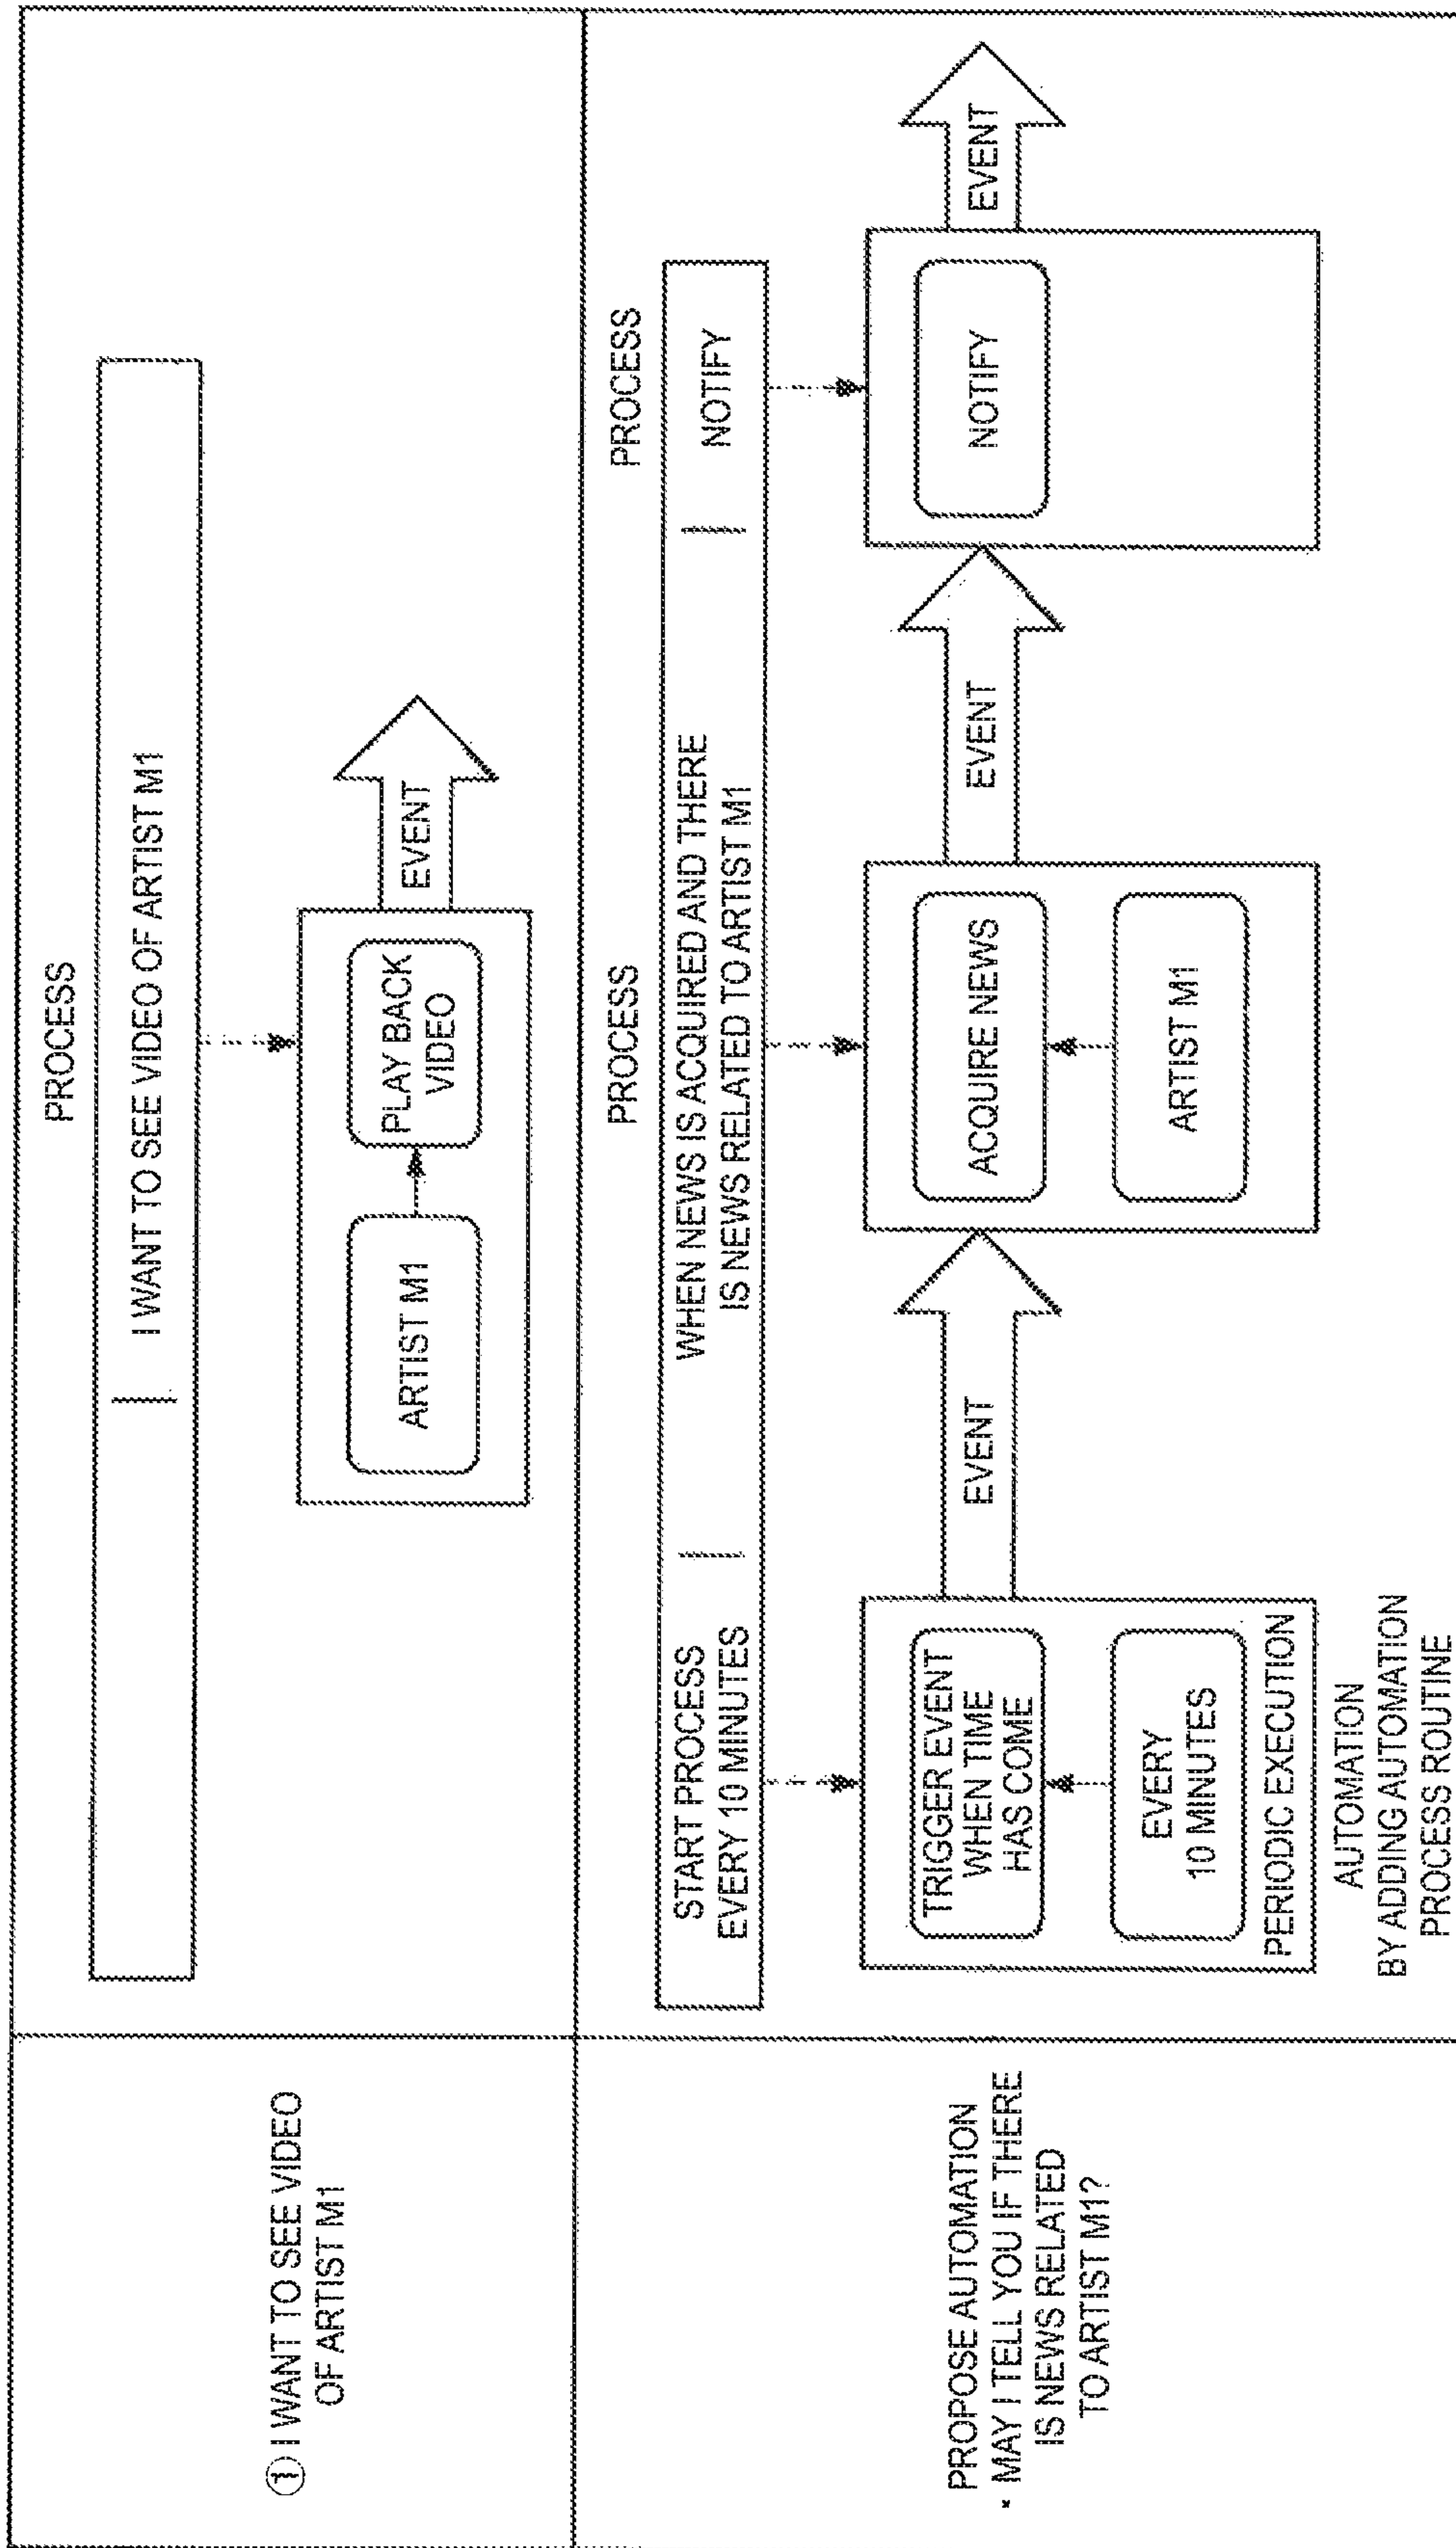 ① I WANT TO SEE VIDEO
OF ARTIST M1
PROCESS
I WANT TO SEE VIDEO OF ARTIST M1
ARTIST M1
PLAY BACK
VIDEO
EVENT
PROPOSE AUTOMATION
・MAY I TELL YOU IF THERE
IS NEWS RELATED
TO ARTIST M1?
PROCESS
PROCESS
START PROCESS
EVERY 10 MINUTES
WHEN NEWS IS ACQUIRED AND THERE
IS NEWS RELATED TO ARTIST M1
NOTIFY
TRIGGER EVENT
WHEN TIME
HAS COME
EVERY
10 MINUTES
PERIODIC EXECUTION
EVENT
ACQUIRE NEWS
ARTIST M1
EVENT
NOTIFY
EVENT
AUTOMATION
BY ADDING AUTOMATION
PROCESS ROUTINE